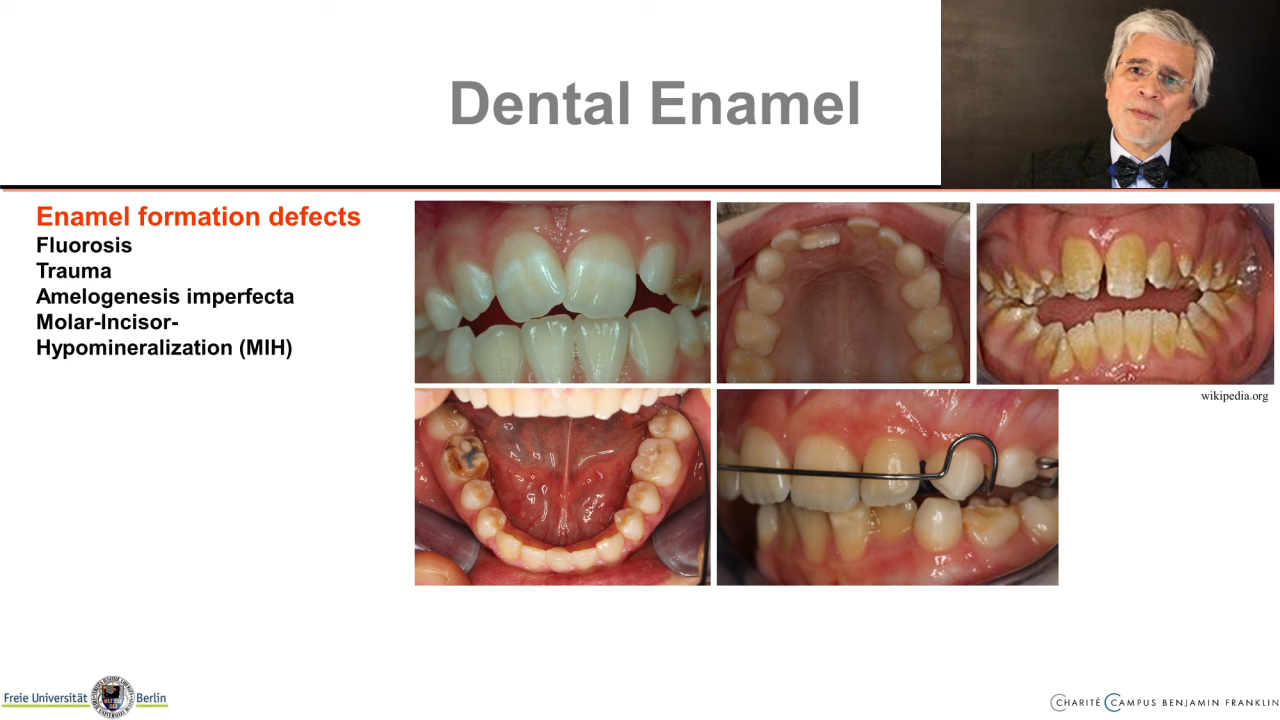 Dental Enamel
Enamel formation defects
Fluorosis
Trauma
Amelogenesis imperfecta
Molar-Incisor-
Hypomineralization (MIH)
wikipedia.org
Freie Universität Berlin
CHARITÉ CAMPUS BENJAMIN FRANKLIN